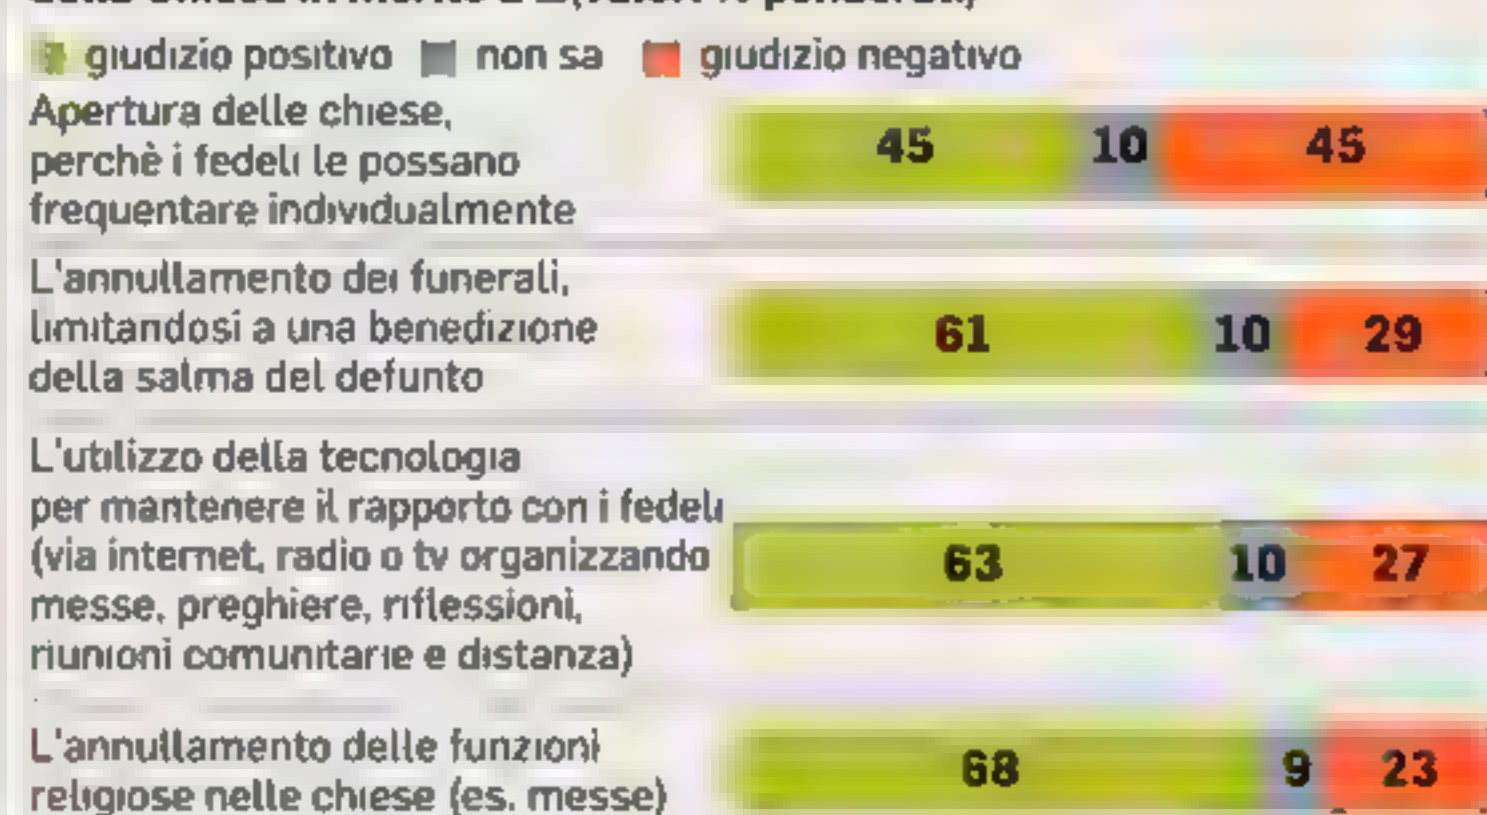 giudizio positivo non sa giudizio negativo
Apertura delle chiese,
perchè i fedeli le possano
frequentare individualmente
45 10 45
L'annullamento dei funerali,
limitandosi a una benedizione
della salma del defunto
61 10 29
L'utilizzo della tecnologia
per mantenere il rapporto con i fedeli
(via internet, radio o tv organizzando
messe, preghiere, riflessioni,
riunioni comunitarie e distanza)
63 10 27
L'annullamento delle funzioni
religiose nelle chiese (es. messe)
68 9 23